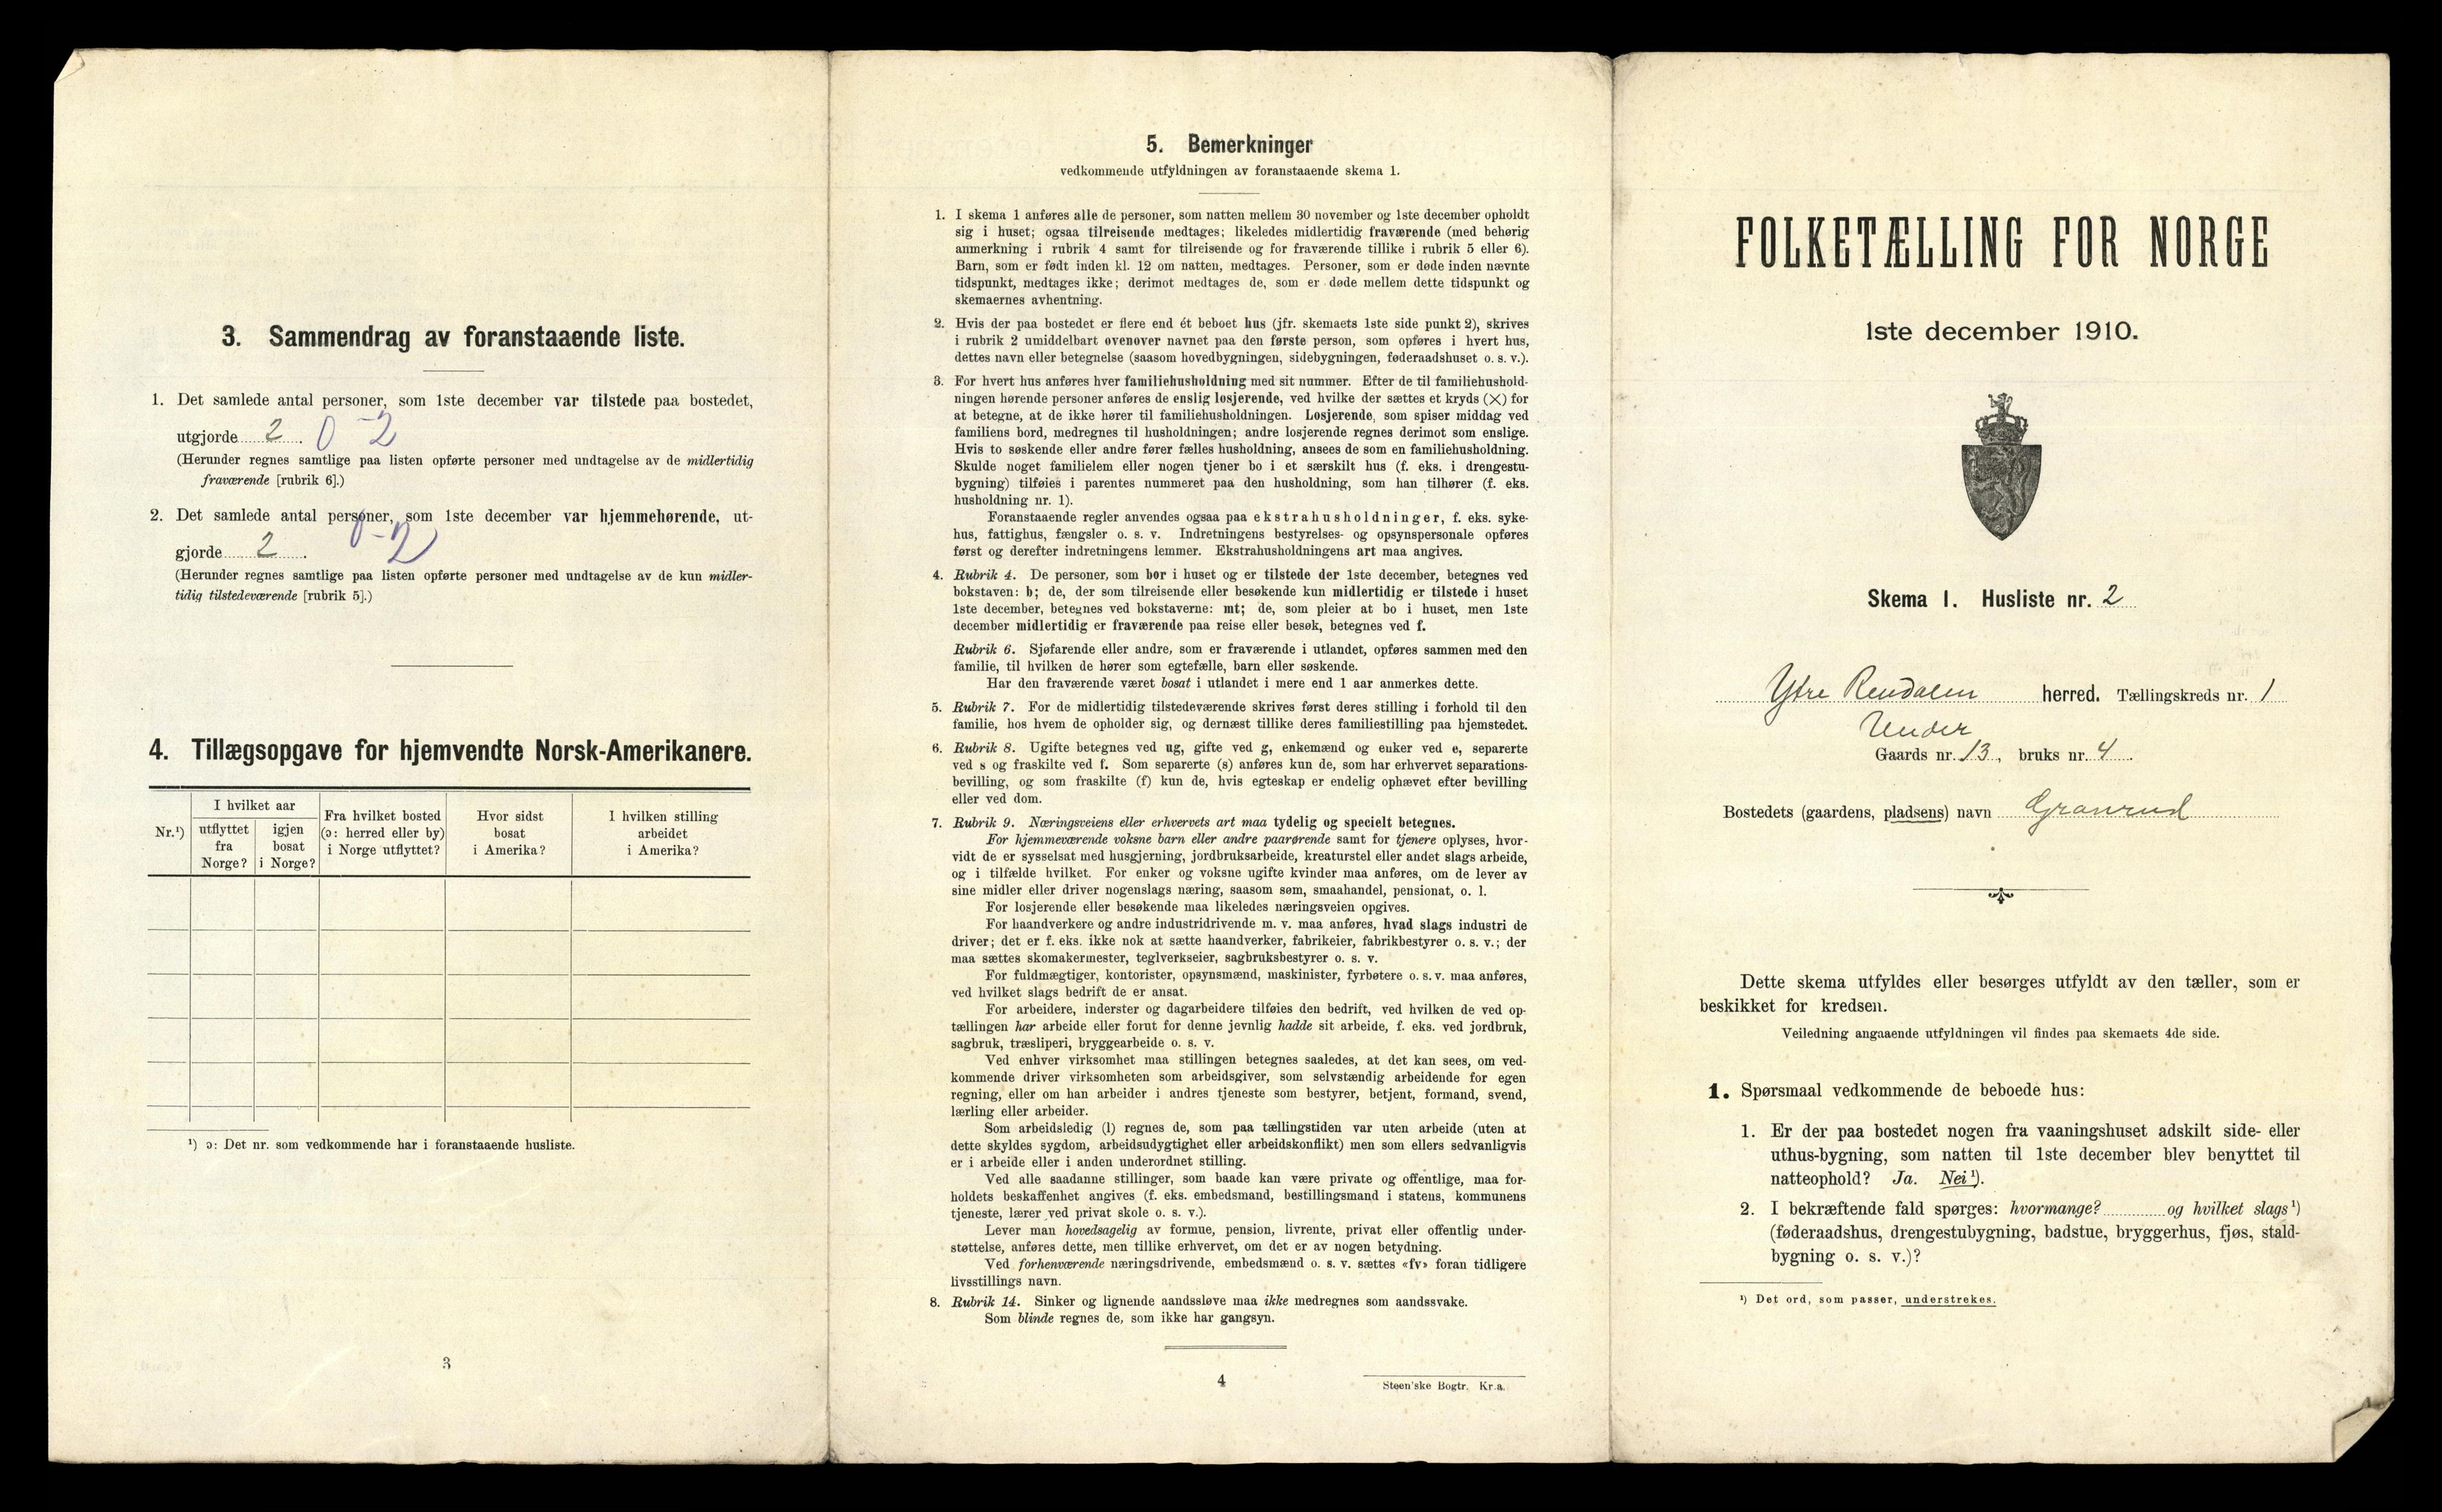 3. Sammendrag av foranstaaende liste.
1. Det samlede antal personer, som 1ste december var tilstede paa bostedet,
utgjorde 2. 0-2
(Herunder regnes samtlige paa listen opførte personer med undtagelse av de midlertidig
fraværende [rubrik 6].)
2. Det samlede antal personer, som 1ste december var hjemmehørende, ut-
gjorde 2. 0-2
(Herunder regnes samtlige paa listen opførte personer med undtagelse av de kun midler-
tidig tilstedeværende [rubrik 5].)
4. Tillægsopgave for hjemvendte Norsk-Amerikanere.
Nr.¹)
I hvilket aar
utflyttet
fra
Norge?
igjen
bosat
i Norge?
Fra hvilket bosted
(ɔ: herred eller by)
i Norge utflyttet?
Hvor sidst
bosat
i Amerika?
I hvilken stilling
arbeidet
i Amerika?
¹) ɔ: Det nr. som vedkommende har i foranstaaende husliste.
3
5. Bemerkninger
vedkommende utfyldningen av foranstaaende skema 1.
1. I skema 1 anføres alle de personer, som natten mellem 30 november og 1ste december opholdt
sig i huset; ogsaa tilreisende medtages; likeledes midlertidig fraværende (med behørig
anmerkning i rubrik 4 samt for tilreisende og for fraværende tillike i rubrik 5 eller 6).
Barn, som er født inden kl. 12 om natten, medtages. Personer, som er døde inden nævnte
tidspunkt, medtages ikke; derimot medtages de, som er døde mellem dette tidspunkt og
skemaernes avhentning.
2. Hvis der paa bostedet er flere end ét beboet hus (jfr. skemaets 1ste side punkt 2), skrives
i rubrik 2 umiddelbart ovenover navnet paa den første person, som opføres i hvert hus,
dettes navn eller betegnelse (saasom hovedbygningen, sidebygningen, føderaadshuset o. s. v.).
3. For hvert hus anføres hver familiehusholdning med sit nummer. Efter de til familiehushold-
ningen hørende personer anføres de enslig losjerende, ved hvilke der sættes et kryds (×) for
at betegne, at de ikke hører til familiehusholdningen. Losjerende, som spiser middag ved
familiens bord, medregnes til husholdningen; andre losjerende regnes derimot som enslige.
Hvis to søskende eller andre fører fælles husholdning, ansees de som en familiehusholdning.
Skulde noget familielem eller nogen tjener bo i et særskilt hus (f. eks. i drengestu-
bygning) tilføies i parentes nummeret paa den husholdning, som han tilhører (f. eks.
husholdning nr. 1).
Foranstaaende regler anvendes ogsaa paa ekstrahusholdninger, f. eks. syke-
hus, fattighus, fængsler o. s. v. Indretningens bestyrelses- og opsynspersonale opføres
først og derefter indretningens lemmer. Ekstrahusholdningens art maa angives.
4. Rubrik 4. De personer, som bor i huset og er tilstede der 1ste december, betegnes ved
bokstaven: b; de, der som tilreisende eller besøkende kun midlertidig er tilstede i huset
1ste december, betegnes ved bokstaverne: mt; de, som pleier at bo i huset, men 1ste
december midlertidig er fraværende paa reise eller besøk, betegnes ved f.
Rubrik 6. Sjøfarende eller andre, som er fraværende i utlandet, opføres sammen med den
familie, til hvilken de hører som egtefælle, barn eller søskende.
Har den fraværende været bosat i utlandet i mere end 1 aar anmerkes dette.
5. Rubrik 7. For de midlertidig tilstedeværende skrives først deres stilling i forhold til den
familie, hos hvem de opholder sig, og dernæst tillike deres familiestilling paa hjemstedet.
6. Rubrik 8. Ugifte betegnes ved ug, gifte ved g, enkemænd og enker ved e, separerte
ved s og fraskilte ved f. Som separerte (s) anføres kun de, som har erhvervet separations-
bevilling, og som fraskilte (f) kun de, hvis egteskap er endelig ophævet efter bevilling
eller ved dom.
7. Rubrik 9. Næringsveiens eller erhvervets art maa tydelig og specielt betegnes.
For hjemmeværende voksne barn eller andre paarørende samt for tjenere oplyses, hvor-
vidt de er sysselsat med husgjerning, jordbruksarbeide, kreaturstel eller andet slags arbeide,
og i tilfælde hvilket. For enker og voksne ugifte kvinder maa anføres, om de lever av
sine midler eller driver nogenslags næring, saasom søm, smaahandel, pensionat, o. l.
For losjerende eller besøkende maa likeledes næringsveien opgives.
For haandverkere og andre industridrivende m. v. maa anføres, hvad slags industri de
driver; det er f. eks. ikke nok at sætte haandverker, fabrikeier, fabrikbestyrer o. s. v.; der
maa sættes skomakermester, teglverkseier, sagbruksbestyrer o. s. v.
For fuldmægtiger, kontorister, opsynsmænd, maskinister, fyrbøtere o. s. v. maa anføres,
ved hvilket slags bedrift de er ansat.
For arbeidere, inderster og dagarbeidere tilføies den bedrift, ved hvilken de ved op-
tællingen har arbeide eller forut for denne jevnlig hadde sit arbeide, f. eks. ved jordbruk,
sagbruk, træsliperi, bryggearbeide o. s. v.
Ved enhver virksomhet maa stillingen betegnes saaledes, at det kan sees, om ved-
kommende driver virksomheten som arbeidsgiver, som selvstændig arbeidende for egen
regning, eller om han arbeider i andres tjeneste som bestyrer, betjent, formand, svend,
lærling eller arbeider.
Som arbeidsledig (l) regnes de, som paa tællingstiden var uten arbeide (uten at
dette skyldes sygdom, arbeidsudygtighet eller arbeidskonflikt) men som ellers sedvanligvis
er i arbeide eller i anden underordnet stilling.
Ved alle saadanne stillinger, som baade kan være private og offentlige, maa for-
holdets beskaffenhet angives (f. eks. embedsmand, bestillingsmand i statens, kommunens
tjeneste, lærer ved privat skole o. s. v.).
Lever man hovedsagelig av formue, pension, livrente, privat eller offentlig under-
støttelse, anføres dette, men tillike erhvervet, om det er av nogen betydning.
Ved forhenværende næringsdrivende, embedsmænd o. s. v. sættes «fv» foran tidligere
livsstillings navn.
8. Rubrik 14. Sinker og lignende aandssløve maa ikke medregnes som aandssvake.
Som blinde regnes de, som ikke har gangsyn.
4
Steen'ske Bogtr. Kr.a.
FOLKETÆLLING FOR NORGE
1ste december 1910.
Skema 1. Husliste nr. 2
Ytre Rendalen herred. Tællingskreds nr. 1
Under
Gaards nr. 13, bruks nr. 4.
Bostedets (gaardens, pladsens) navn Granrud
Dette skema utfyldes eller besørges utfyldt av den tæller, som er
beskikket for kredsen.
Veiledning angaaende utfyldningen vil findes paa skemaets 4de side.
1. Spørsmaal vedkommende de beboede hus:
1. Er der paa bostedet nogen fra vaaningshuset adskilt side- eller
uthus-bygning, som natten til 1ste december blev benyttet til
natteophold? Ja. Nei¹).
2. I bekræftende fald spørges: hvormange? og hvilket slags¹)
(føderaadshus, drengestubygning, badstue, bryggerhus, fjøs, stald-
bygning o. s. v.)?
¹) Det ord, som passer, understrekes.